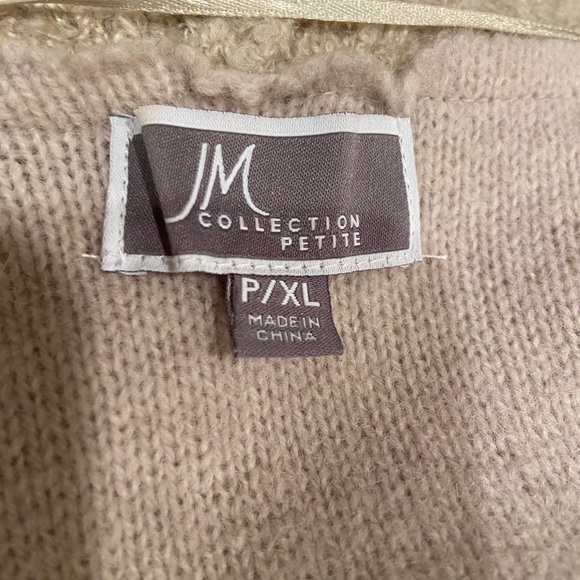 JM
COLLECTION
PETITE
P/XL
MADE IN
CHINA